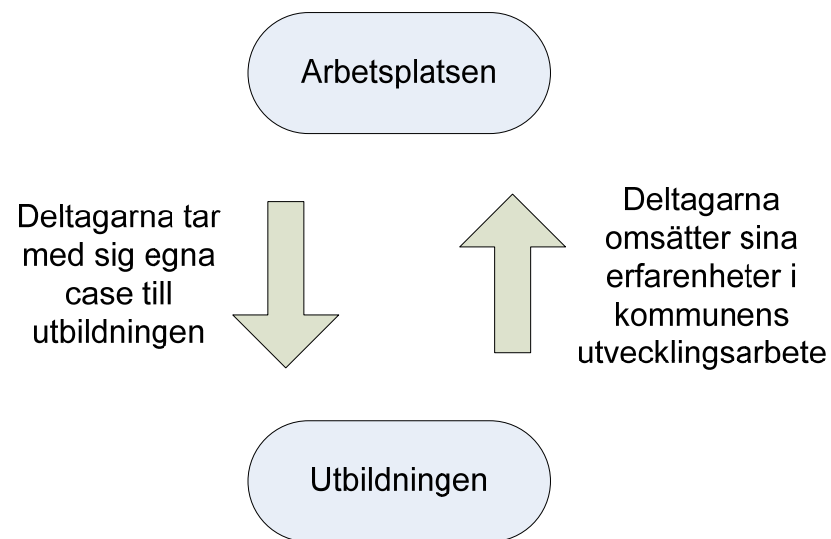 Arbetsplatsen
Deltagarna tar
med sig egna
case till
utbildningen
Deltagarna
omsätter sina
erfarenheter i
kommunens
utvecklingsarbete
Utbildningen